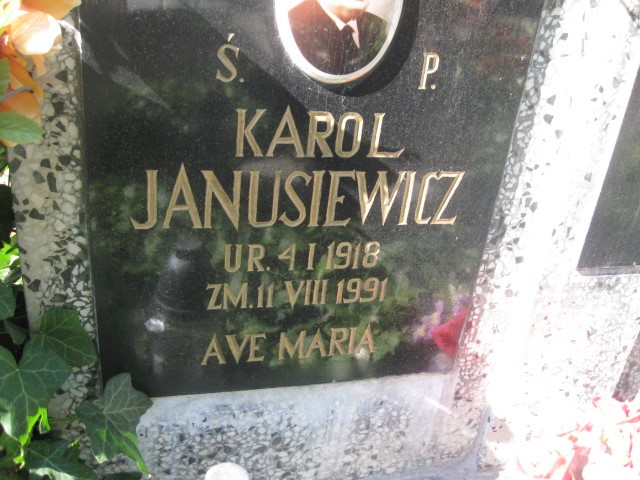 Ś. P.
KAROL
JANUSIEWICZ
UR. 4 I 1918
ZM. 11 VIII 1991
AVE MARIA